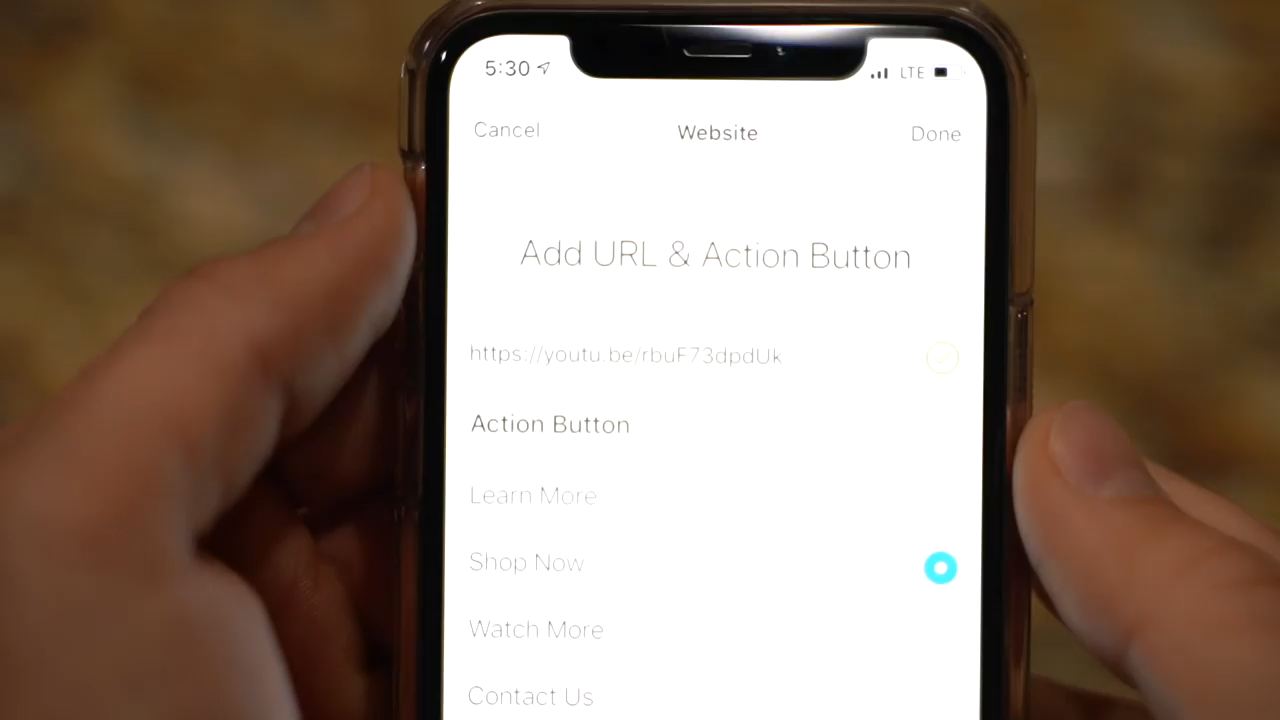 5:30 LTE
Cancel Website Done
Add URL & Action Button
https://youtu.be/rbuF73dpdUk
Action Button
Learn More
Shop Now
Watch More
Contact Us